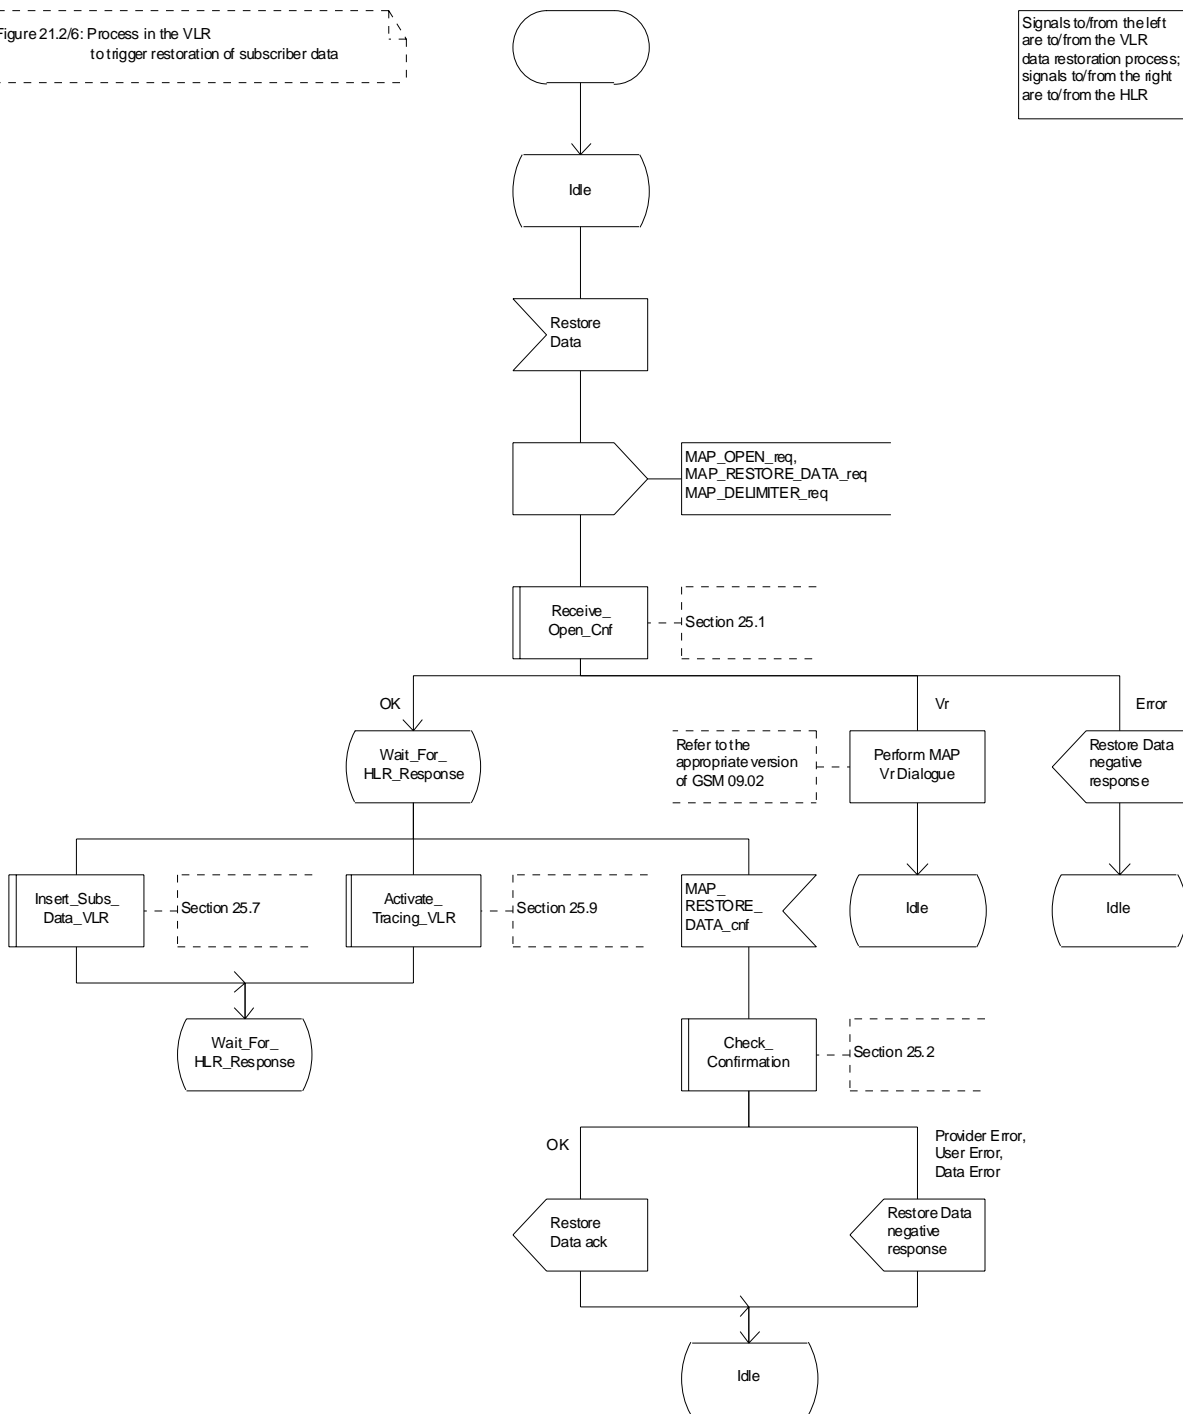 Figure 21.2/6: Process in the VLR
to trigger restoration of subscriber data
Signals to/from the left
are to/from the VLR
data restoration process;
signals to/from the right
are to/from the HLR
Idle
Restore
Data
MAP_OPEN_req,
MAP_RESTORE_DATA_req
MAP_DELIMITER_req
Receive_
Open_Cnf
Section 25.1
OK
Vr
Error
Wait_For_
HLR_Response
Refer to the
appropriate version
of GSM 09.02
Perform MAP
Vr Dialogue
Restore Data
negative
response
Insert_Subs_
Data_VLR
Section 25.7
Activate_
Tracing_VLR
Section 25.9
MAP_
RESTORE_
DATA_cnf
Idle
Idle
Wait_For_
HLR_Response
Check_
Confirmation
Section 25.2
OK
Provider Error,
User Error,
Data Error
Restore
Data ack
Restore Data
negative
response
Idle